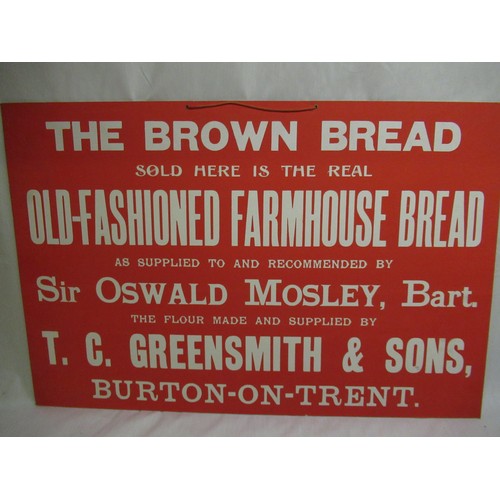 THE BROWN BREAD
SOLD HERE IS THE REAL
OLD-FASHIONED FARMHOUSE BREAD
AS SUPPLIED TO AND RECOMMENDED BY
Sir OSWALD MOSLEY, Bart.
THE FLOUR MADE AND SUPPLIED BY
T. C. GREENSMITH & SONS,
BURTON-ON-TRENT.